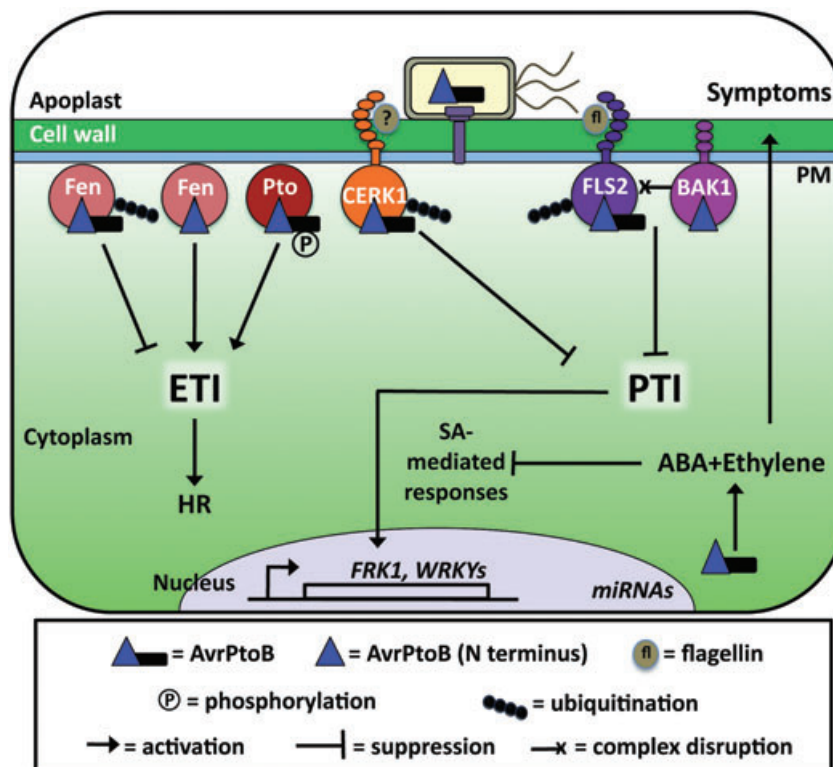 Apoplast
Symptoms
?
fl
Cell wall
PM
Fen
Fen
Pto
CERK1
FLS2
x
BAK1
P
ETI
PTI
Cytoplasm
SA-
mediated
responses
ABA+Ethylene
HR
Nucleus
FRK1, WRKYs
miRNAs
= AvrPtoB
= AvrPtoB (N terminus)
fl = flagellin
P = phosphorylation
= ubiquitination
= activation
= suppression
x = complex disruption